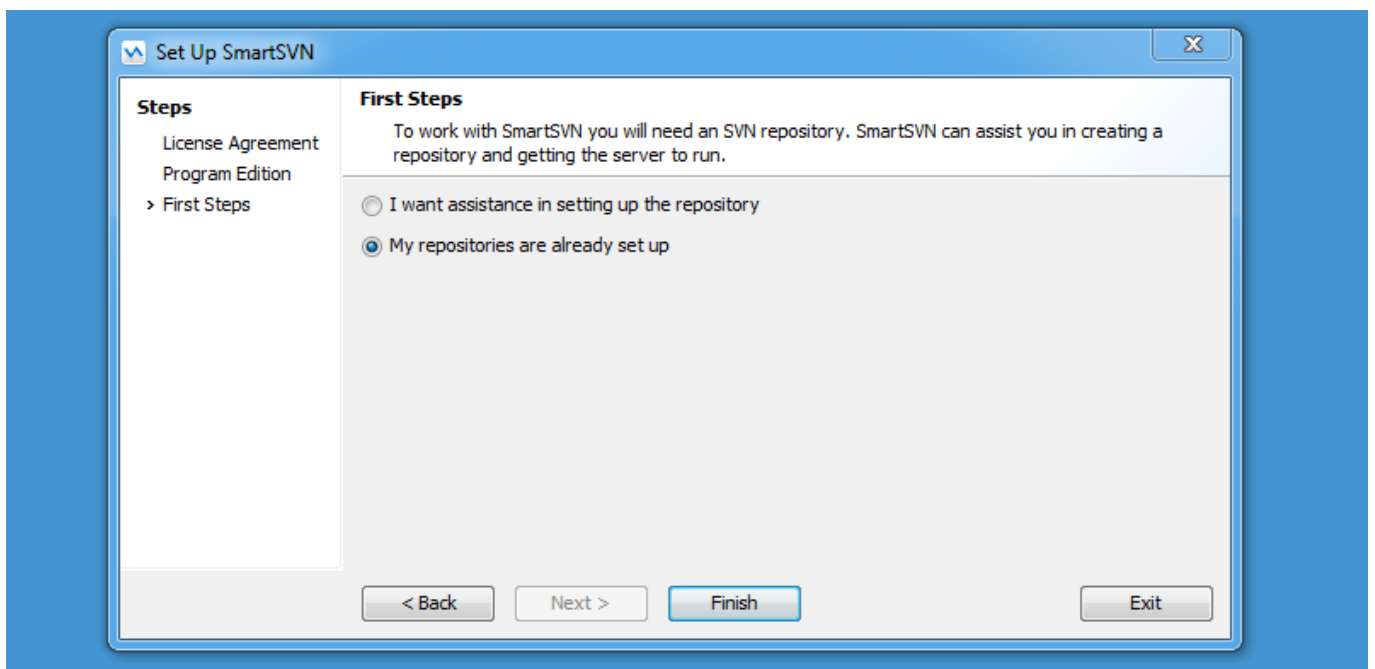 Set Up SmartSVN
Steps
License Agreement
Program Edition
> First Steps
First Steps
To work with SmartSVN you will need an SVN repository. SmartSVN can assist you in creating a
repository and getting the server to run.
I want assistance in setting up the repository
My repositories are already set up
< Back
Next >
Finish
Exit